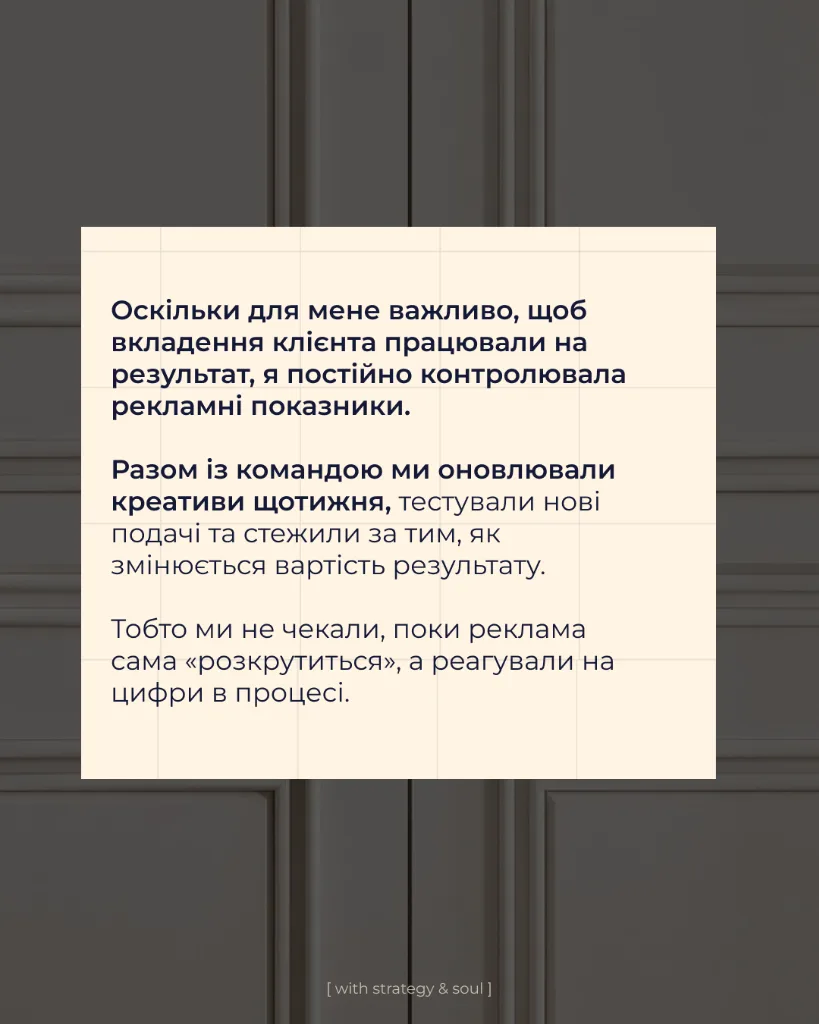 Оскільки для мене важливо, щоб
вкладення клієнта працювали на
результат, я постійно контролювала
рекламні показники.
Разом із командою ми оновлювали
креативи щотижня, тестували нові
подачі та стежили за тим, як
змінюється вартість результату.
Тобто ми не чекали, поки реклама
сама «розкрутиться», а реагували на
цифри в процесі.
[ with strategy & soul ]